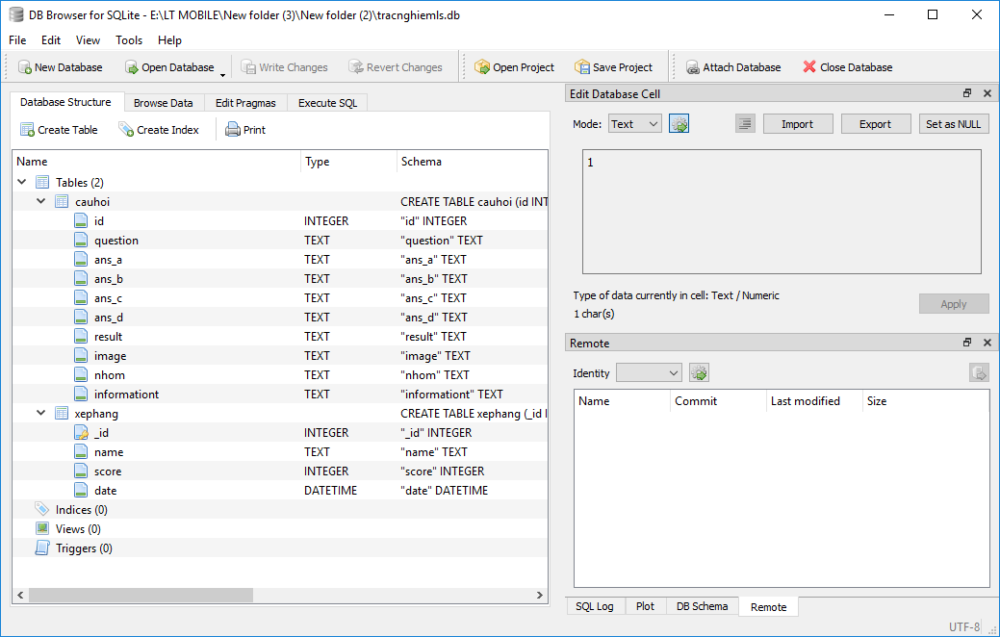 DB Browser for SQLite - E:\LT MOBILE\New folder (3)\New folder (2)\tracnghiemls.db
File Edit View Tools Help
New Database Open Database Write Changes Revert Changes Open Project Save Project Attach Database Close Database
Database Structure Browse Data Edit Pragmas Execute SQL
Create Table Create Index Print
Name Type Schema
Tables (2)
cauhoi CREATE TABLE cauhoi (id INT
id INTEGER "id" INTEGER
question TEXT "question" TEXT
ans_a TEXT "ans_a" TEXT
ans_b TEXT "ans_b" TEXT
ans_c TEXT "ans_c" TEXT
ans_d TEXT "ans_d" TEXT
result TEXT "result" TEXT
image TEXT "image" TEXT
nhom TEXT "nhom" TEXT
informationt TEXT "informationt" TEXT
xephang CREATE TABLE xephang (_id I
_id INTEGER "_id" INTEGER
name TEXT "name" TEXT
score INTEGER "score" INTEGER
date DATETIME "date" DATETIME
Indices (0)
Views (0)
Triggers (0)
Edit Database Cell
Mode: Text Import Export Set as NULL
1
Type of data currently in cell: Text / Numeric
1 char(s)
Apply
Remote
Identity
Name Commit Last modified Size
SQL Log Plot DB Schema Remote
UTF-8